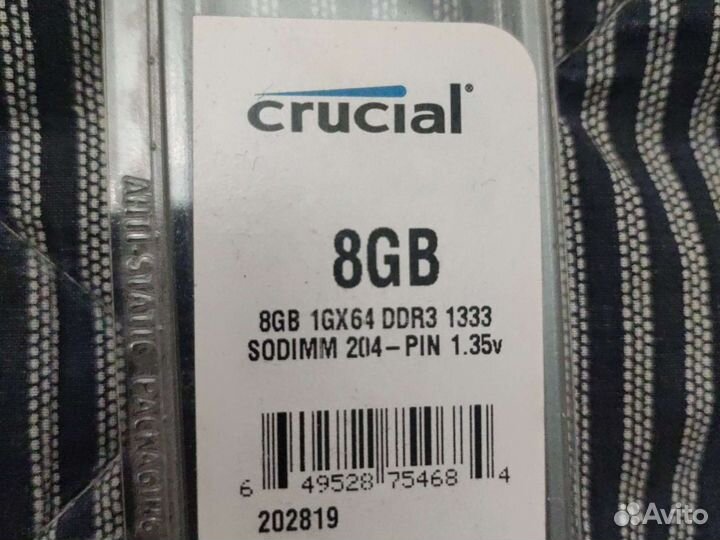 crucial®
8GB
8GB 1GX64 DDR3 1333
SODIMM 204-PIN 1.35v
6 49528 75468 4
202819
ANTI-STATIC PACKAGING
Avito